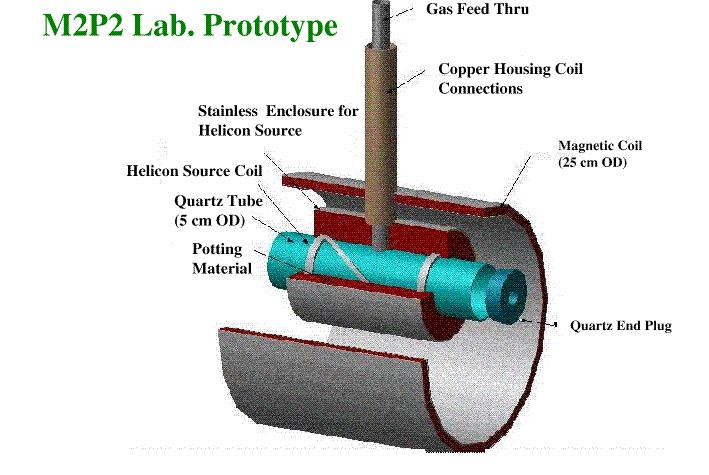 M2P2 Lab. Prototype
Gas Feed Thru
Copper Housing Coil
Connections
Stainless Enclosure for
Helicon Source
Magnetic Coil
(25 cm OD)
Helicon Source Coil
Quartz Tube
(5 cm OD)
Potting
Material
Quartz End Plug